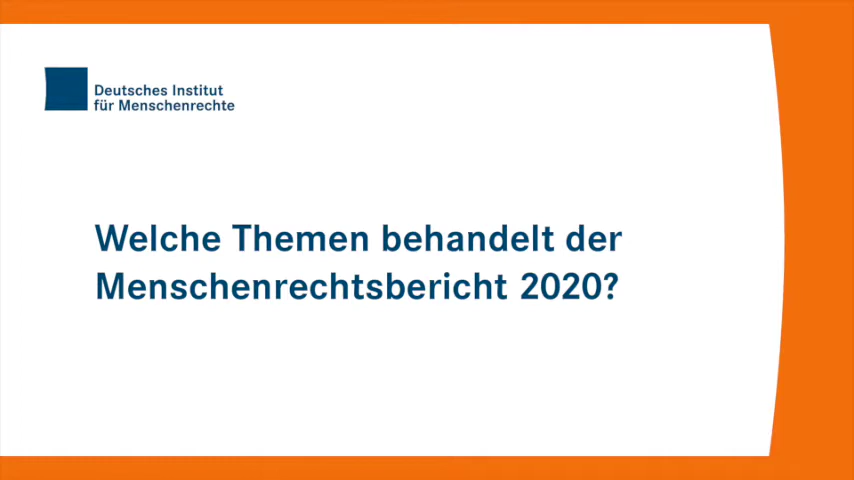 Deutsches Institut
für Menschenrechte
Welche Themen behandelt der
Menschenrechtsbericht 2020?